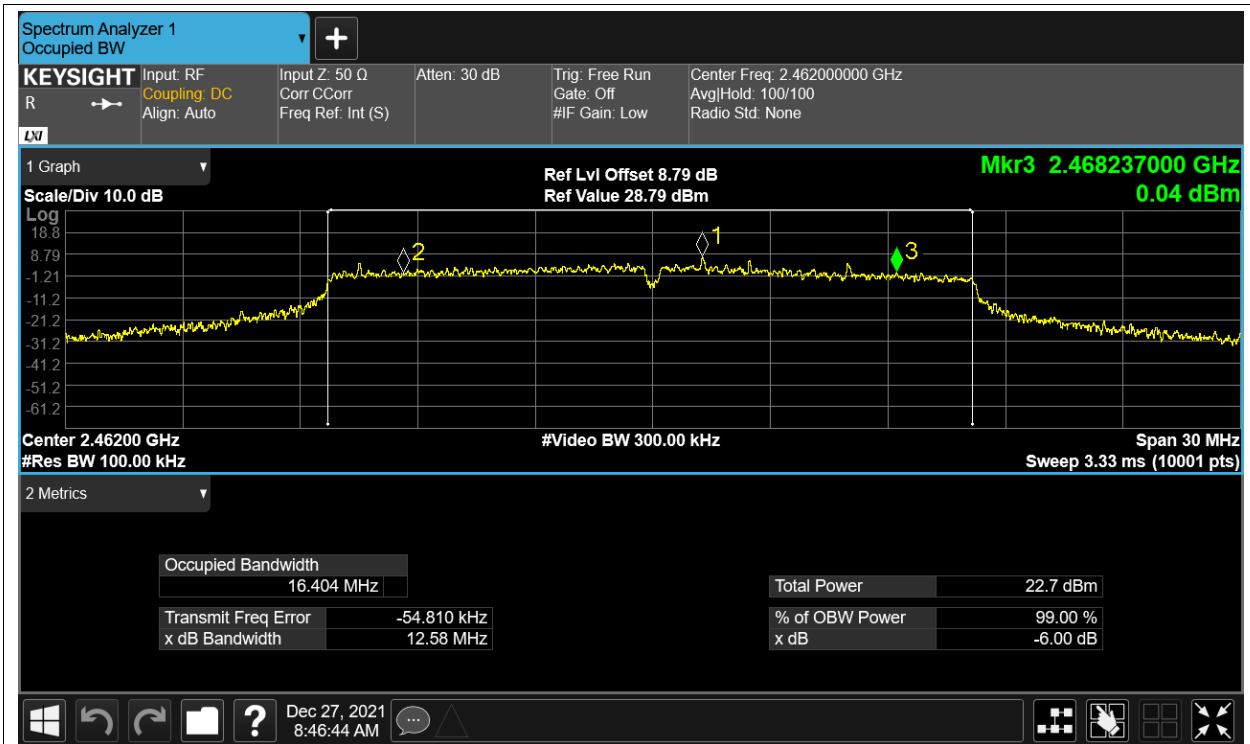 Spectrum Analyzer 1
Occupied BW
KEYSIGHT
R
LXI
Input: RF
Coupling: DC
Align: Auto
Input Z: 50 Ω
Corr CCorr
Freq Ref: Int (S)
Atten: 30 dB
Trig: Free Run
Gate: Off
#IF Gain: Low
Center Freq: 2.462000000 GHz
Avg|Hold: 100/100
Radio Std: None
1 Graph
Scale/Div 10.0 dB
Ref Lvl Offset 8.79 dB
Ref Value 28.79 dBm
Mkr3 2.468237000 GHz
0.04 dBm
Log
18.8
8.79
-1.21
-11.2
-21.2
-31.2
-41.2
-51.2
-61.2
2
1
3
Center 2.46200 GHz
#Res BW 100.00 kHz
#Video BW 300.00 kHz
Span 30 MHz
Sweep 3.33 ms (10001 pts)
2 Metrics
Occupied Bandwidth
16.404 MHz
Transmit Freq Error -54.810 kHz
x dB Bandwidth 12.58 MHz
Total Power 22.7 dBm
% of OBW Power 99.00 %
x dB -6.00 dB
?
Dec 27, 2021
8:46:44 AM